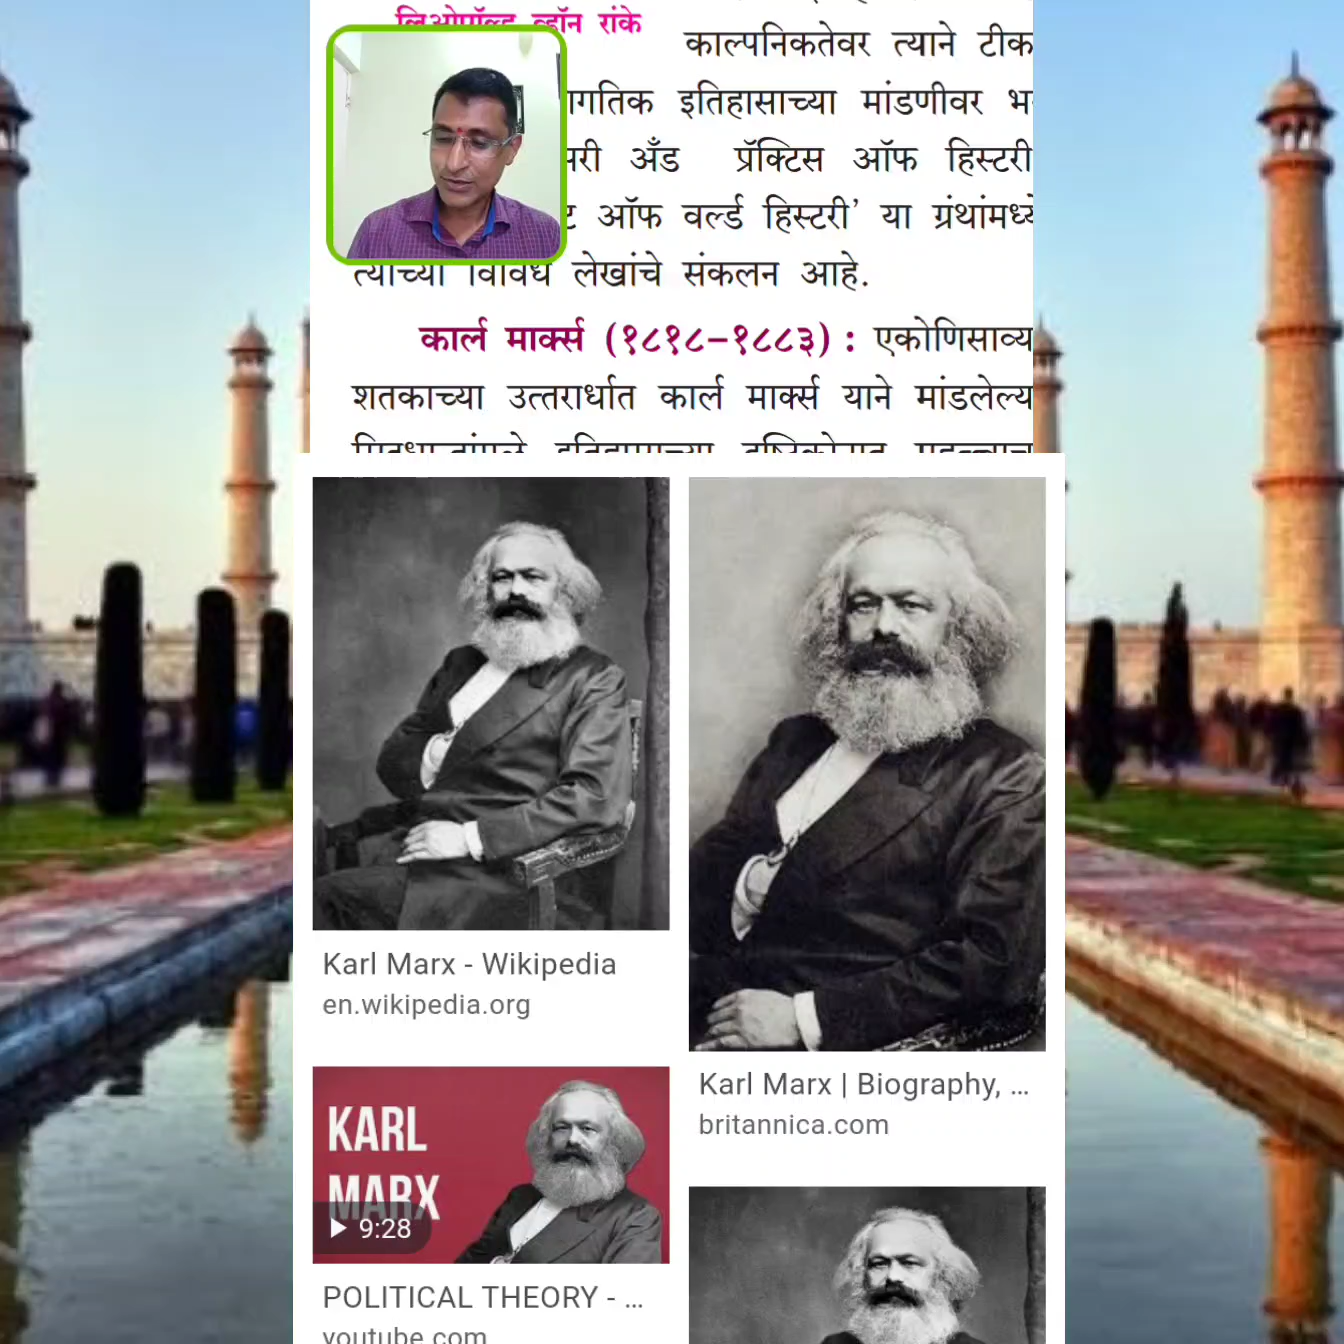 लिओपॉल्ड व्हॉन रांके
काल्पनिकतेवर त्याने टीक
इतिहासाच्या मांडणीवर
अँड प्रॅक्टिस ऑफ हिस्टरी
ऑफ वर्ल्ड हिस्टरी’ या ग्रंथांमध्ये
त्यांच्या विविध लेखांचे संकलन आहे.
कार्ल मार्क्स (१८१८–१८८३) : एकोणिसाव्य
शतकाच्या उत्तरार्धात कार्ल मार्क्स याने मांडलेल्य
Karl Marx - Wikipedia
en.wikipedia.org
Karl Marx | Biography, ...
britannica.com
KARL
MARX
9:28
POLITICAL THEORY - ...
youtube.com